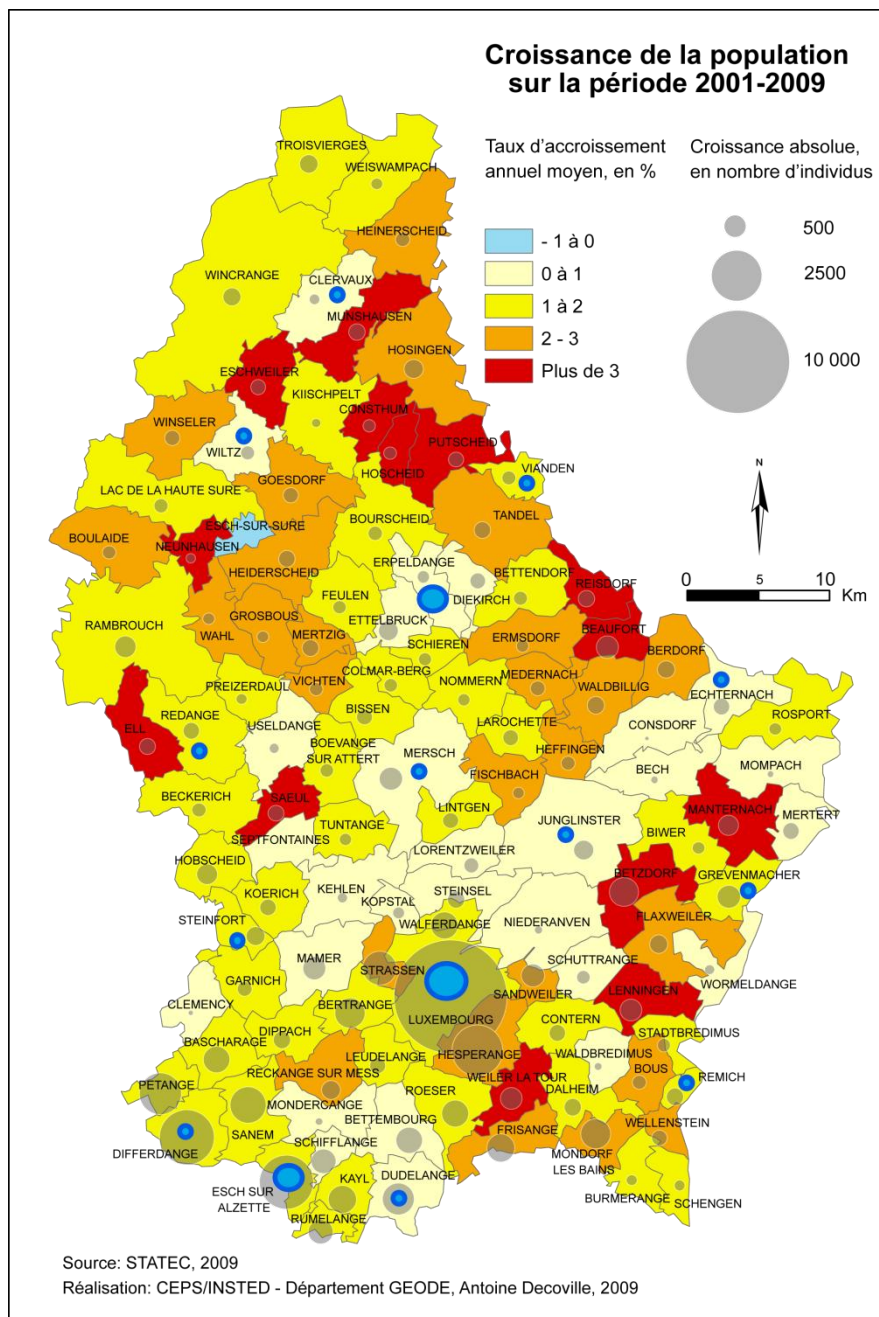 Croissance de la population
sur la période 2001-2009
Taux d'accroissement
annuel moyen, en %
- 1 à 0
0 à 1
1 à 2
2 - 3
Plus de 3
Croissance absolue,
en nombre d'individus
500
2500
10 000
N
0 5 10
Km
TROISVIERGES
WEISWAMPACH
HEINERSCHEID
WINCRANGE
CLERVAUX
MUNSHAUSEN
HOSINGEN
ESCHWEILER
KIISCHPELT
CONSTHUM
WINSELER
WILTZ
PUTSCHEID
HOSCHEID
VIANDEN
LAC DE LA HAUTE SURE
GOESDORF
TANDEL
ESCH-SUR-SURE
BOURSCHEID
BOULAIDE
NEUNHAUSEN
HEIDERSCHEID
ERPELDANGE
BETTENDORF
REISDORF
FEULEN
DIEKIRCH
RAMBROUCH
WAHL
GROSBOUS
MERTZIG
ETTELBRUCK
SCHIEREN
ERMSDORF
BEAUFORT
BERDORF
COLMAR-BERG
VICHTEN
PREIZERDAUL
NOMMERN
MEDERNACH
WALDBILLIG
ECHTERNACH
ELL
REDANGE
USELDANGE
BISSEN
LAROCHETTE
CONSDORF
ROSPORT
BOEVANGE
SUR ATTERT
MERSCH
HEFFINGEN
FISCHBACH
BECH
MOMPACH
BECKERICH
SAEUL
LINTGEN
MANTERNACH
MERTERT
TUNTANGE
JUNGLINSTER
BIWER
SEPTFONTAINES
LORENTZWEILER
HOBSCHEID
KOERICH
KEHLEN
KOPSTAL
STEINSEL
BETZDORF
GREVENMACHER
STEINFORT
WALFERDANGE
NIEDERANVEN
FLAXWEILER
MAMER
STRASSEN
SCHUTTRANGE
WORMELDANGE
GARNICH
SANDWEILER
LENNINGEN
CLEMENCY
BERTRANGE
LUXEMBOURG
CONTERN
STADTBREDIMUS
BASCHARAGE
DIPPACH
LEUDELANGE
HESPERANGE
WALDBREDIMUS
RECKANGE SUR MESS
WEILER LA TOUR
BOUS
REMICH
PETANGE
MONDERCANGE
ROESER
DALHEIM
SANEM
BETTEMBOURG
FRISANGE
WELLENSTEIN
DIFFERDANGE
SCHIFFLANGE
MONDORF
LES BAINS
ESCH SUR
ALZETTE
KAYL
DUDELANGE
BURMERANGE
SCHENGEN
RUMELANGE
Source: STATEC, 2009
Réalisation: CEPS/INSTED - Département GEODE, Antoine Decoville, 2009